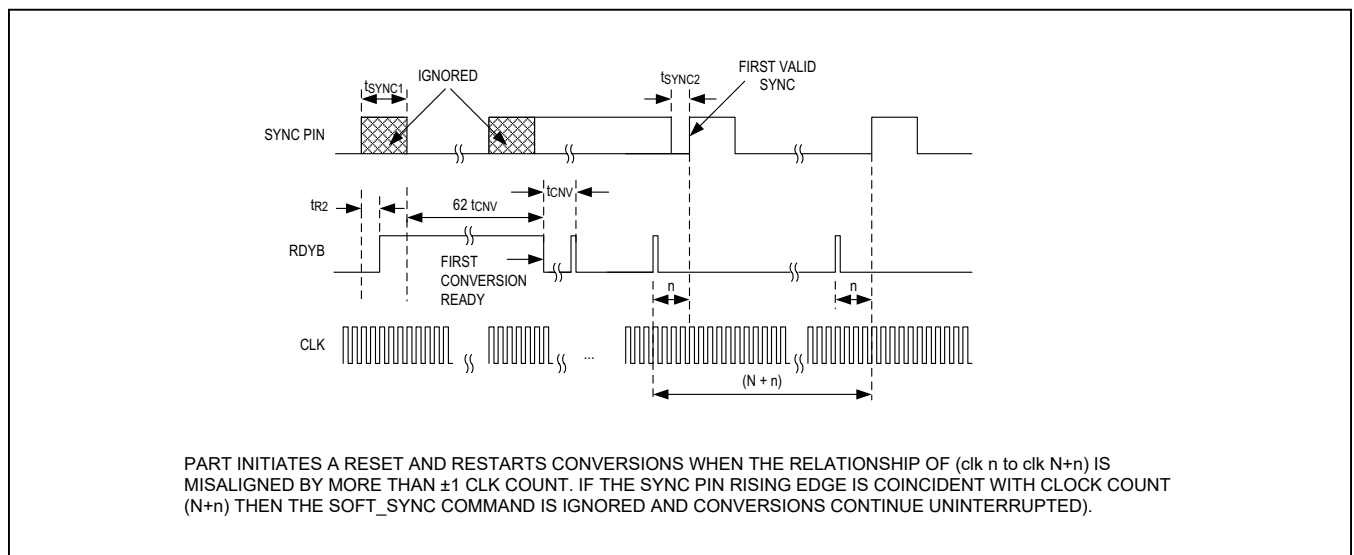 tSYNC1
IGNORED
tSYNC2
FIRST VALID
SYNC
SYNC PIN
tCNV
tR2
62 tCNV
RDYB
FIRST
CONVERSION
READY
n
n
CLK
...
(N + n)
PART INITIATES A RESET AND RESTARTS CONVERSIONS WHEN THE RELATIONSHIP OF (clk n to clk N+n) IS
MISALIGNED BY MORE THAN ±1 CLK COUNT. IF THE SYNC PIN RISING EDGE IS COINCIDENT WITH CLOCK COUNT
(N+n) THEN THE SOFT_SYNC COMMAND IS IGNORED AND CONVERSIONS CONTINUE UNINTERRUPTED).